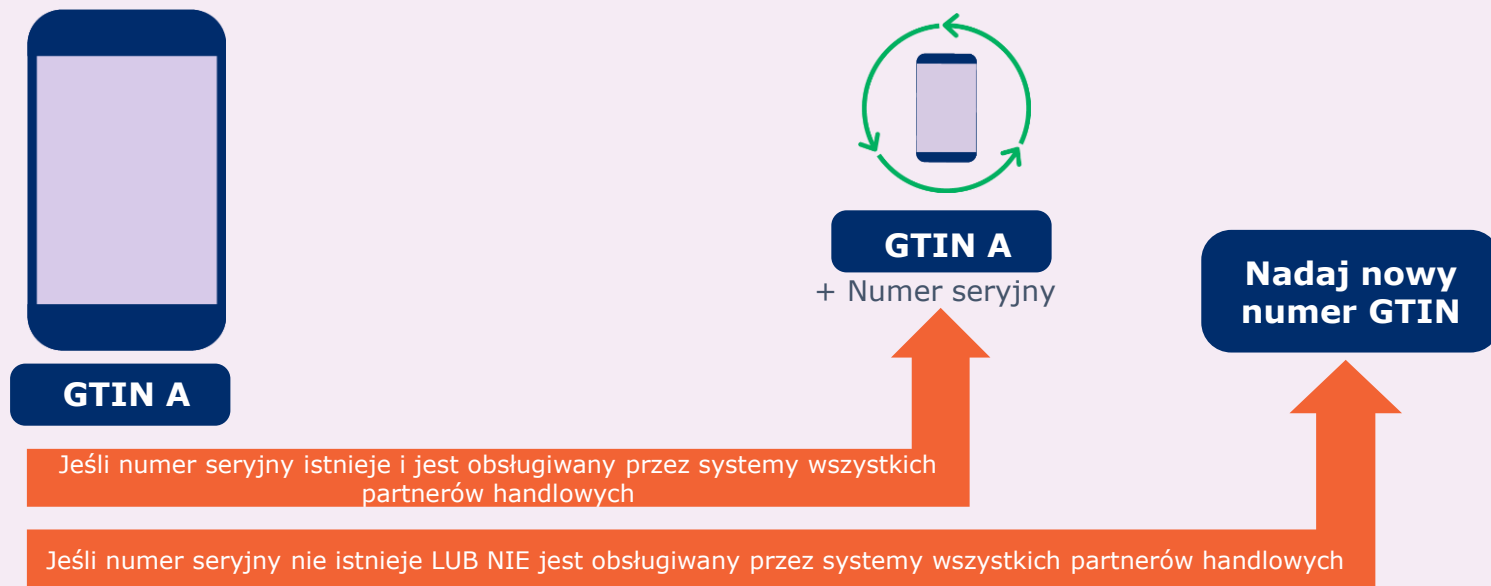 GTIN A
+ Numer seryjny
Nadaj nowy
numer GTIN
GTIN A
Jeśli numer seryjny istnieje i jest obsługiwany przez systemy wszystkich
partnerów handlowych
Jeśli numer seryjny nie istnieje LUB NIE jest obsługiwany przez systemy wszystkich partnerów handlowych